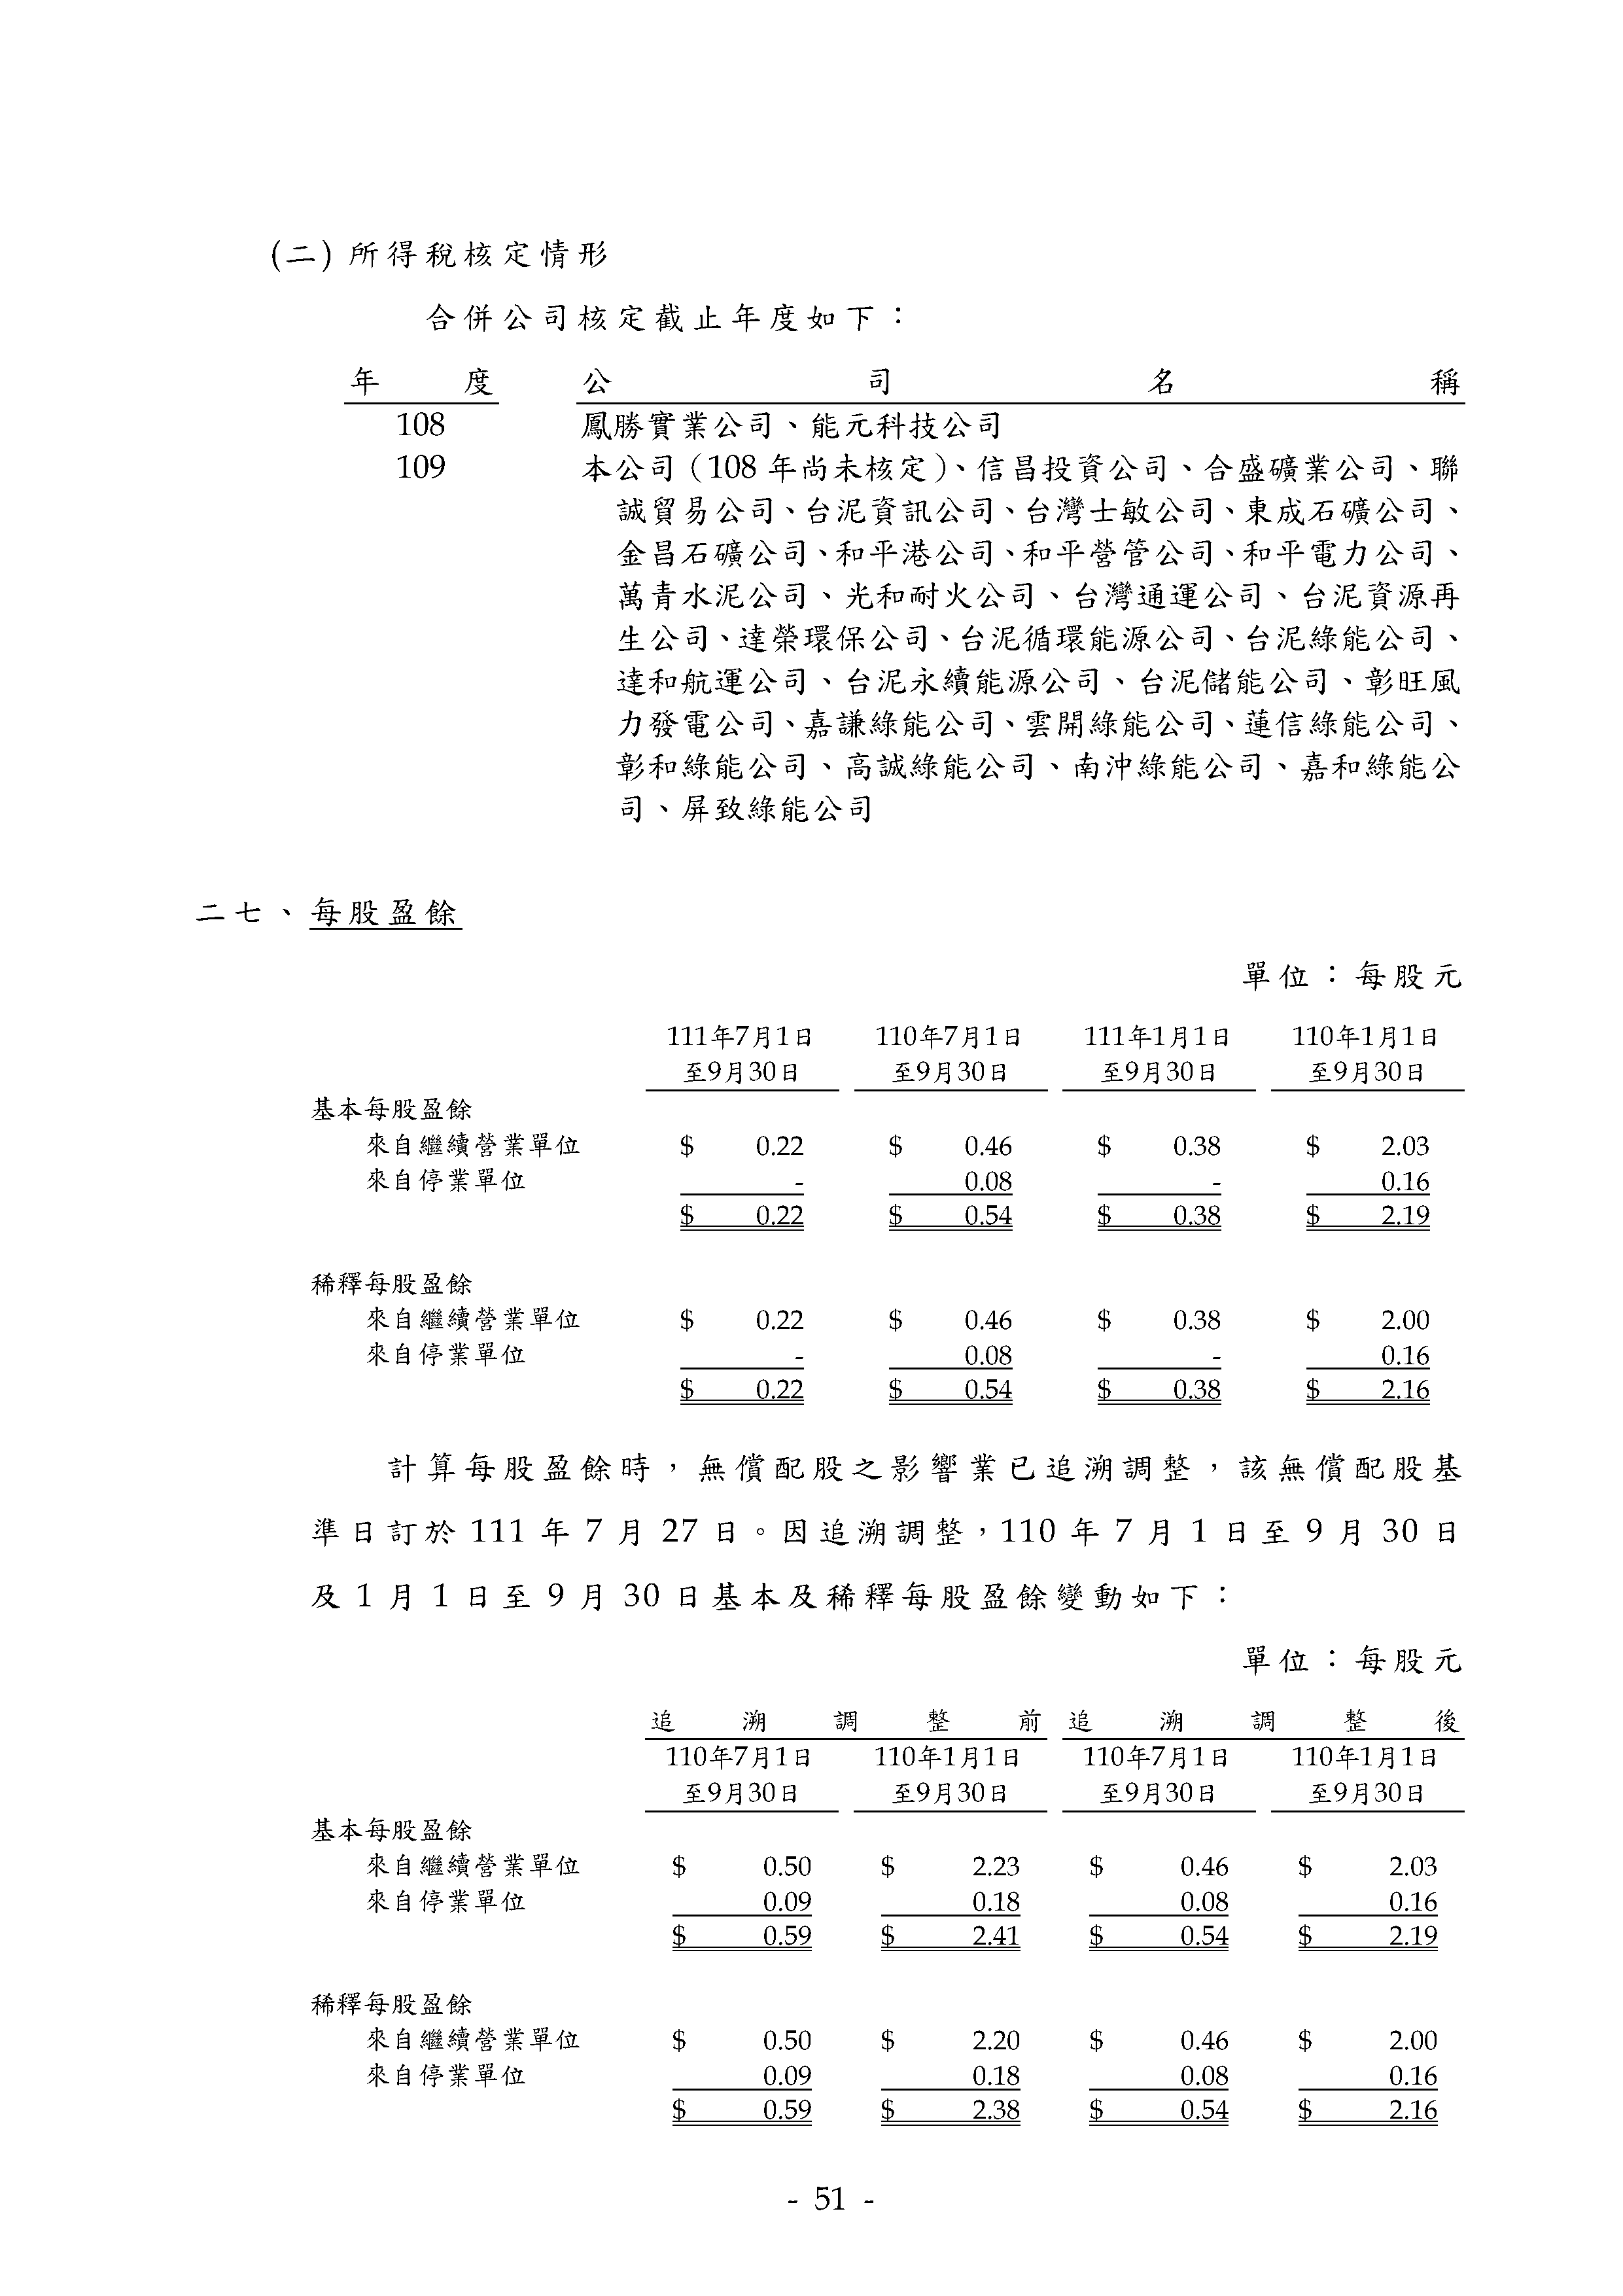 (二) 所得稅核定情形
合併公司核定截止年度如下：
年度 公司名稱
108 鳳勝實業公司、能元科技公司
109 本公司（108 年尚未核定）、信昌投資公司、合盛礦業公司、聯
誠貿易公司、台泥資訊公司、台灣士敏公司、東成石礦公司、
金昌石礦公司、和平港公司、和平營管公司、和平電力公司、
萬青水泥公司、光和耐火公司、台灣通運公司、台泥資源再
生公司、達榮環保公司、台泥循環能源公司、台泥綠能公司、
達和航運公司、台泥永續能源公司、台泥儲能公司、彰旺風
力發電公司、嘉謙綠能公司、雲開綠能公司、蓮信綠能公司、
彰和綠能公司、高誠綠能公司、南沖綠能公司、嘉和綠能公
司、屏致綠能公司
二七、每股盈餘
單位：每股元
111年7月1日 110年7月1日 111年1月1日 110年1月1日
至9月30日 至9月30日 至9月30日 至9月30日
基本每股盈餘
來自繼續營業單位 $ 0.22 $ 0.46 $ 0.38 $ 2.03
來自停業單位 - 0.08 - 0.16
$ 0.22 $ 0.54 $ 0.38 $ 2.19
稀釋每股盈餘
來自繼續營業單位 $ 0.22 $ 0.46 $ 0.38 $ 2.00
來自停業單位 - 0.08 - 0.16
$ 0.22 $ 0.54 $ 0.38 $ 2.16
計算每股盈餘時，無償配股之影響業已追溯調整，該無償配股基
準日訂於 111 年 7 月 27 日。因追溯調整，110 年 7 月 1 日至 9 月 30 日
及 1 月 1 日至 9 月 30 日基本及稀釋每股盈餘變動如下：
單位：每股元
追溯調整前 追溯調整後
110年7月1日 110年1月1日 110年7月1日 110年1月1日
至9月30日 至9月30日 至9月30日 至9月30日
基本每股盈餘
來自繼續營業單位 $ 0.50 $ 2.23 $ 0.46 $ 2.03
來自停業單位 0.09 0.18 0.08 0.16
$ 0.59 $ 2.41 $ 0.54 $ 2.19
稀釋每股盈餘
來自繼續營業單位 $ 0.50 $ 2.20 $ 0.46 $ 2.00
來自停業單位 0.09 0.18 0.08 0.16
$ 0.59 $ 2.38 $ 0.54 $ 2.16
- 51 -